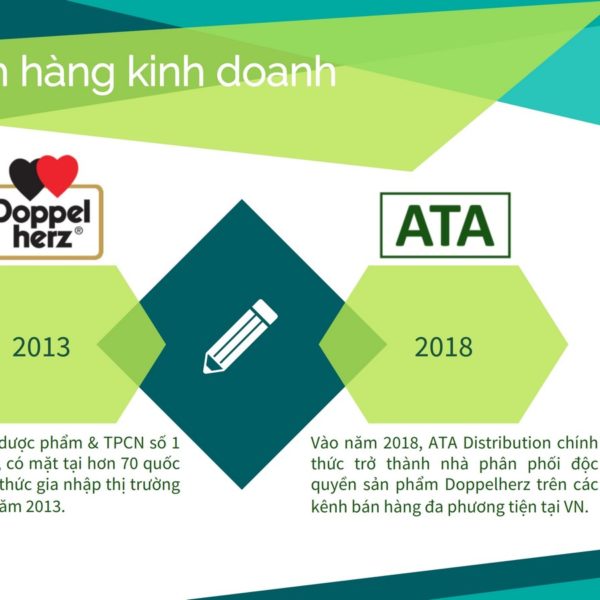 hàng kinh doanh
Doppel
herz®
ATA
2013
2018
dược phẩm & TPCN số 1
, có mặt tại hơn 70 quốc
thức gia nhập thị trường
năm 2013.
Vào năm 2018, ATA Distribution chính
thức trở thành nhà phân phối độc
quyền sản phẩm Doppelherz trên các
kênh bán hàng đa phương tiện tại VN.